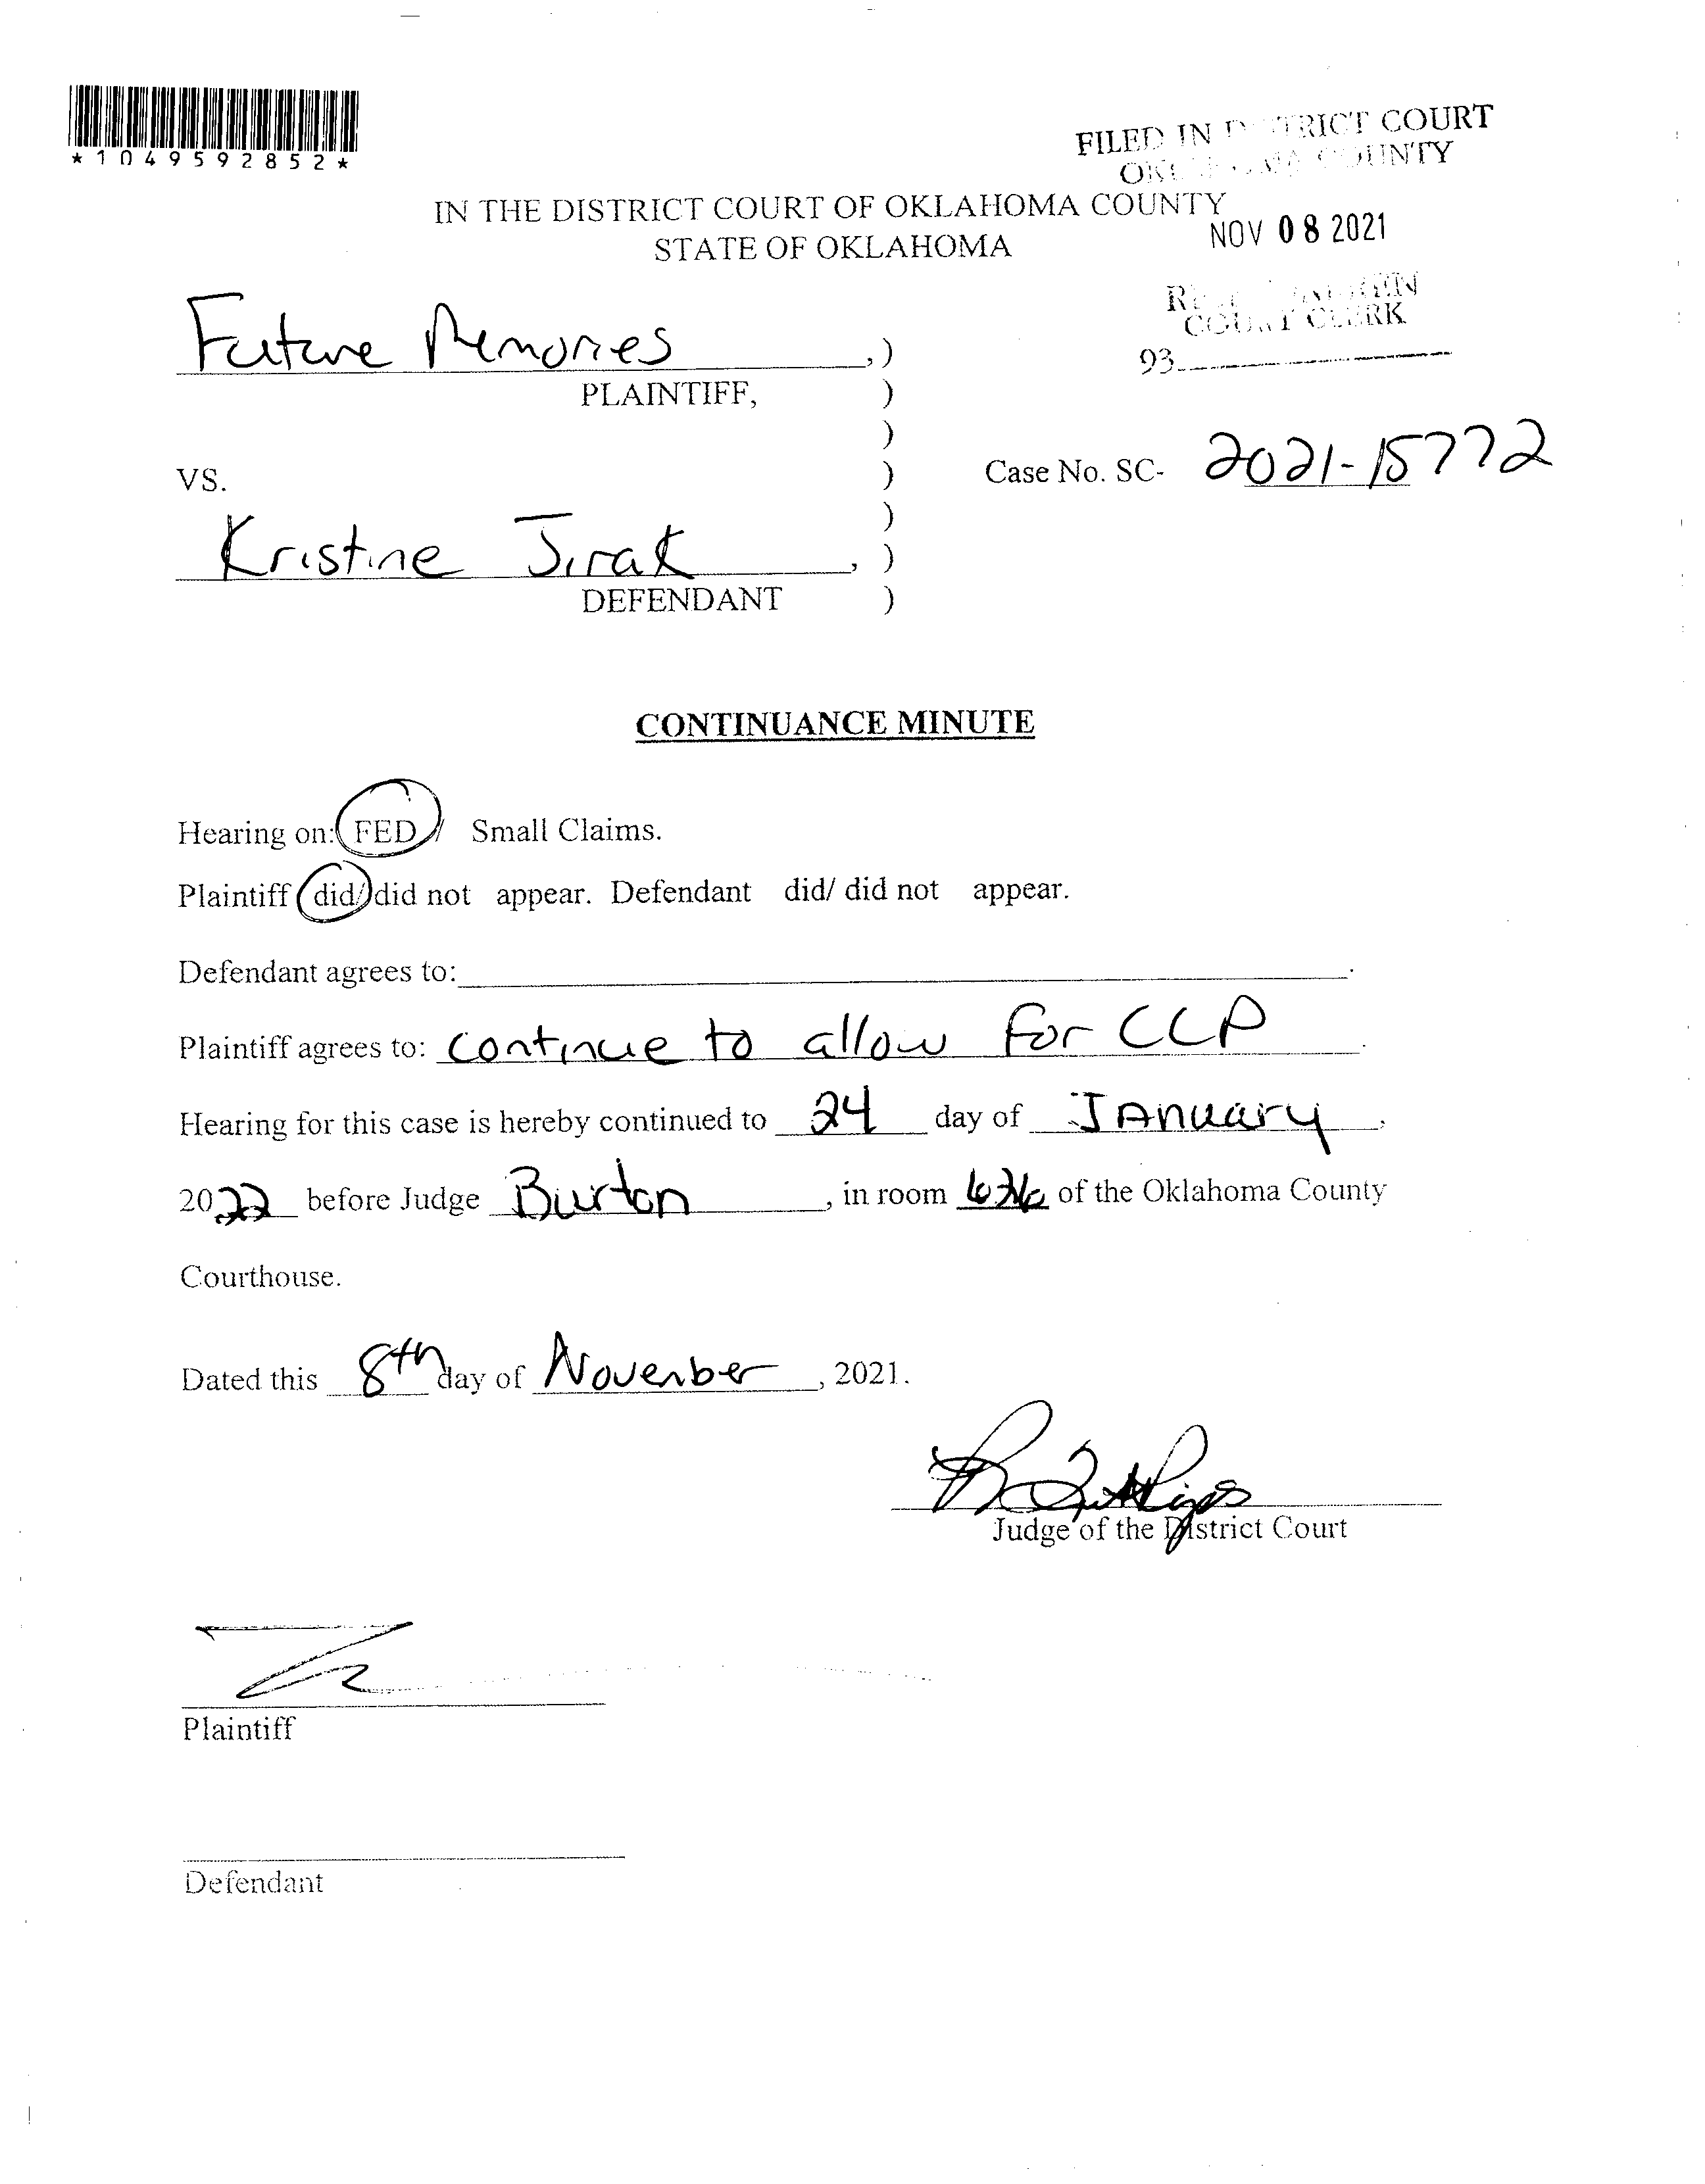 *1049592852*
FILED IN DISTRICT COURT
OKLAHOMA COUNTY
IN THE DISTRICT COURT OF OKLAHOMA COUNTY
STATE OF OKLAHOMA
NOV 08 2021
COURT CLERK
93
Future Memories ,)
PLAINTIFF, )
)
VS. )
Case No. SC- 2021-15772
)
Kristine Jirak , )
DEFENDANT )
CONTINUANCE MINUTE
Hearing on: FED / Small Claims.
Plaintiff did/ did not appear. Defendant did/ did not appear.
Defendant agrees to: .
Plaintiff agrees to: continue to allow for CCP .
Hearing for this case is hereby continued to 24 day of JAnuary ,
2022 before Judge Burton , in room of the Oklahoma County
Courthouse.
Dated this 8th day of November , 2021.
Judge of the District Court
Plaintiff
Defendant